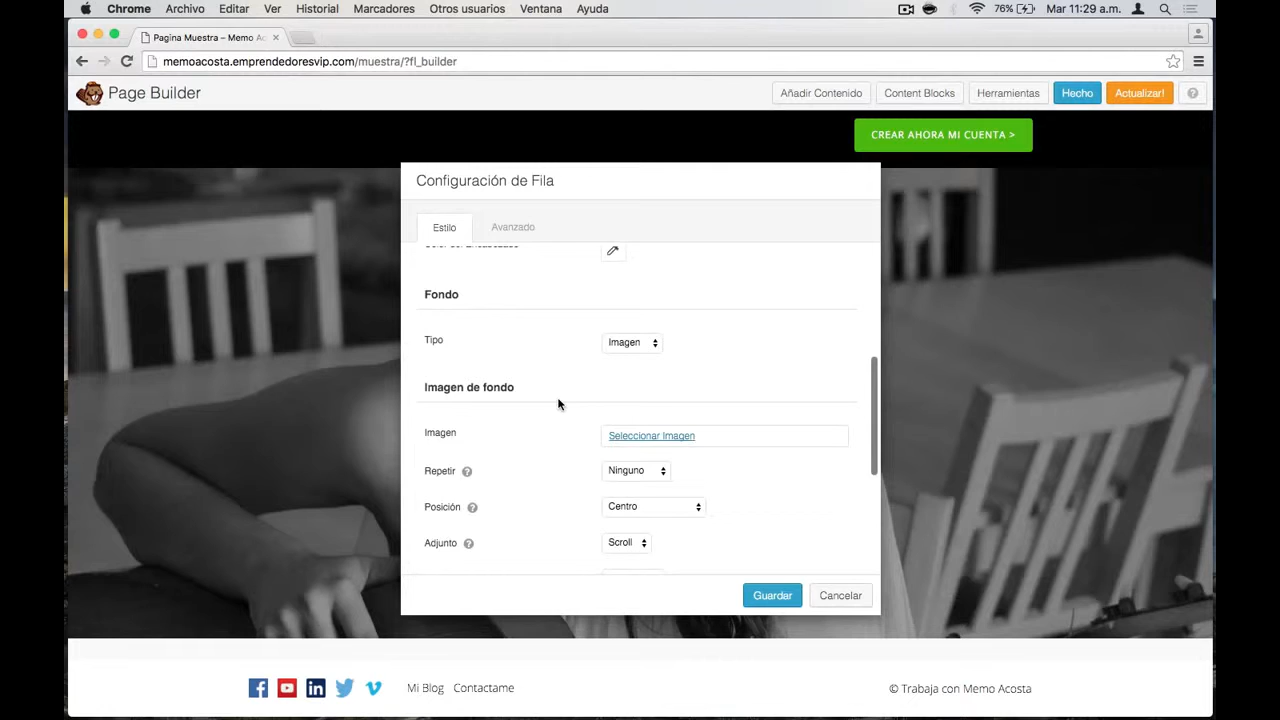 Chrome Archivo Editar Ver Historial Marcadores Otros usuarios Ventana Ayuda 76% Mar 11:29 a.m.
Pagina Muestra – Memo Ac
memoacosta.emprendedoresvip.com/muestra/?fl_builder
Page Builder Añadir Contenido Content Blocks Herramientas Hecho Actualizar! ?
CREAR AHORA MI CUENTA >
Configuración de Fila
Estilo Avanzado
Fondo
Tipo Imagen
Imagen de fondo
Imagen Seleccionar Imagen
Repetir ? Ninguno
Posición ? Centro
Adjunto ? Scroll
Guardar Cancelar
Mi Blog Contactame © Trabaja con Memo Acosta